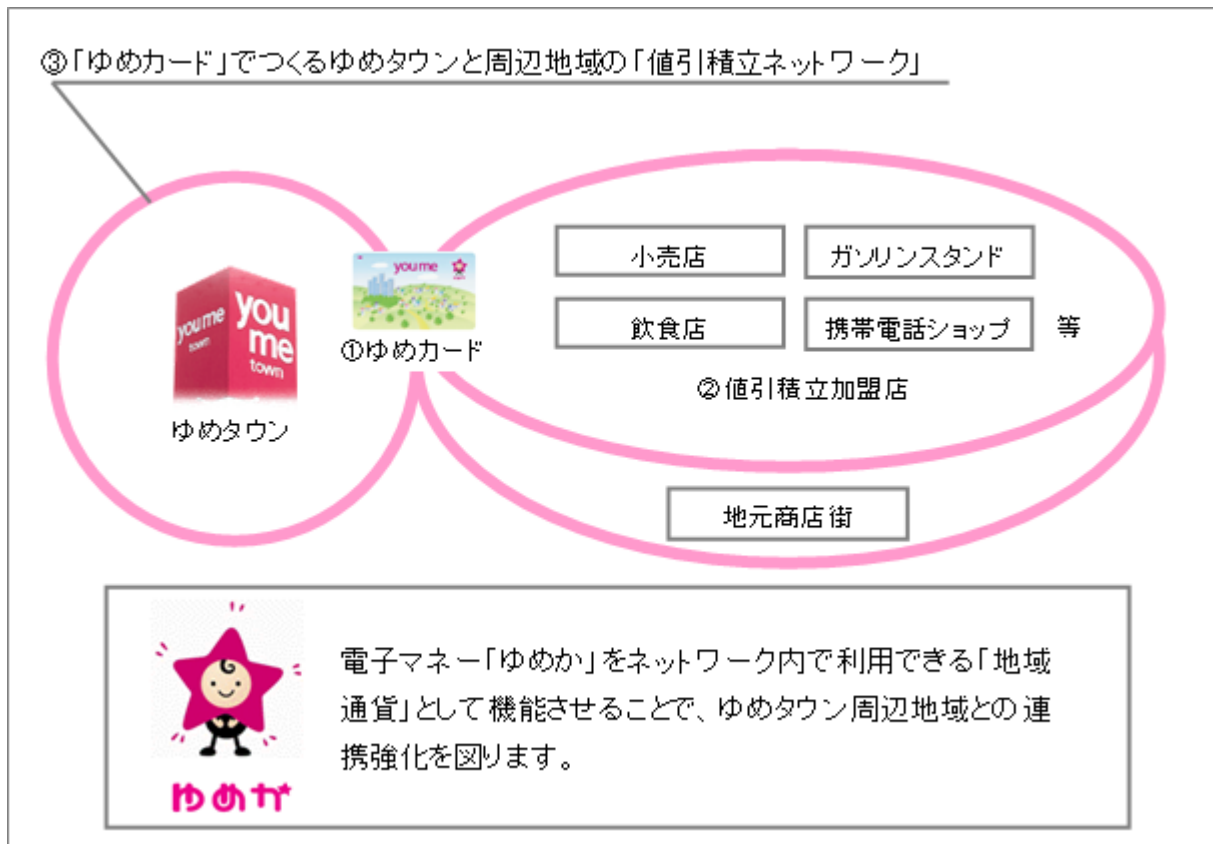 ③「ゆめカード」でつくるゆめタウンと周辺地域の「値引積立ネットワーク」
youme
you me
town
you
me
town
①ゆめカード
ゆめタウン
小売店
ガソリンスタンド
飲食店
携帯電話ショップ
等
②値引積立加盟店
地元商店街
電子マネー「ゆめか」をネットワーク内で利用できる「地域
通貨」として機能させることで、ゆめタウン周辺地域との連
携強化を図ります。
ゆめか